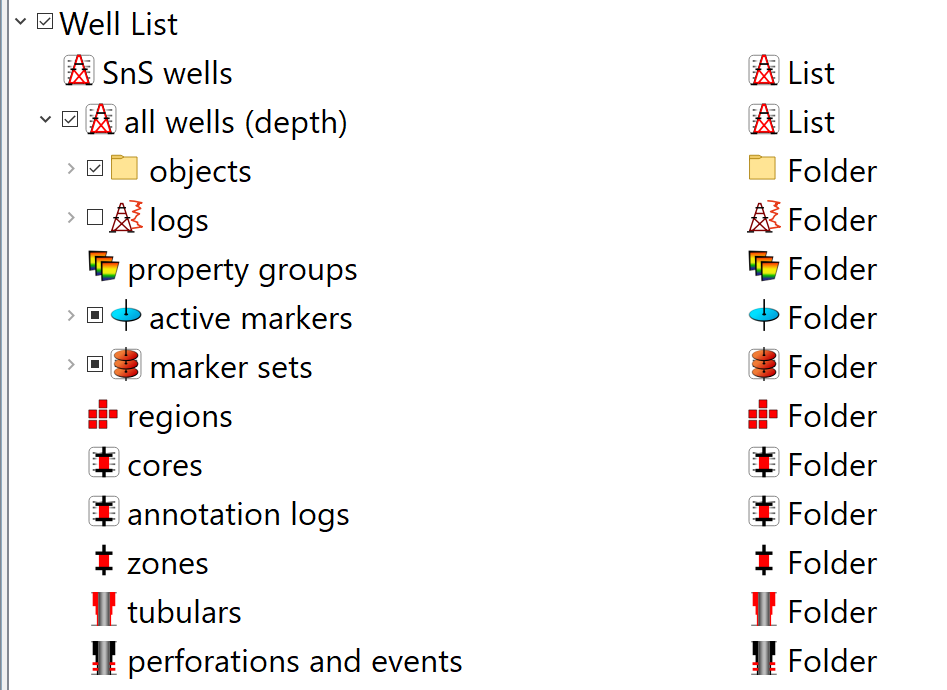 Well List
SnS wells List
all wells (depth) List
objects Folder
logs Folder
property groups Folder
active markers Folder
marker sets Folder
regions Folder
cores Folder
annotation logs Folder
zones Folder
tubulars Folder
perforations and events Folder